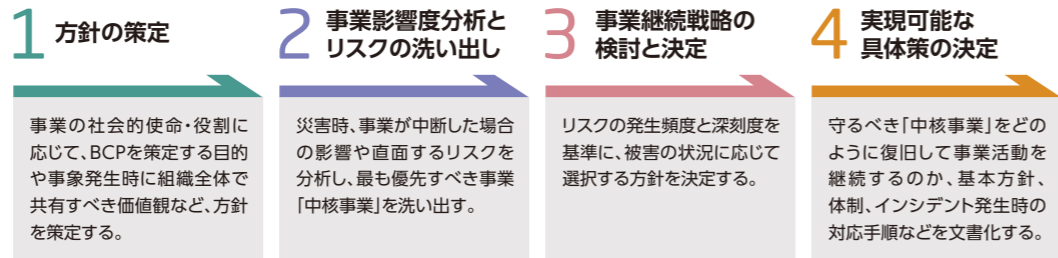 1 方針の策定
事業の社会的使命・役割に
応じて、BCPを策定する目的
や事象発生時に組織全体で
共有すべき価値観など、方針
を策定する。
2 事業影響度分析と
リスクの洗い出し
災害時、事業が中断した場合
の影響や直面するリスクを
分析し、最も優先すべき事業
「中核事業」を洗い出す。
3 事業継続戦略の
検討と決定
リスクの発生頻度と深刻度を
基準に、被害の状況に応じて
選択する方針を決定する。
4 実現可能な
具体策の決定
守るべき「中核事業」をどの
ように復旧して事業活動を
継続するのか、基本方針、
体制、インシデント発生時の
対応手順などを文書化する。